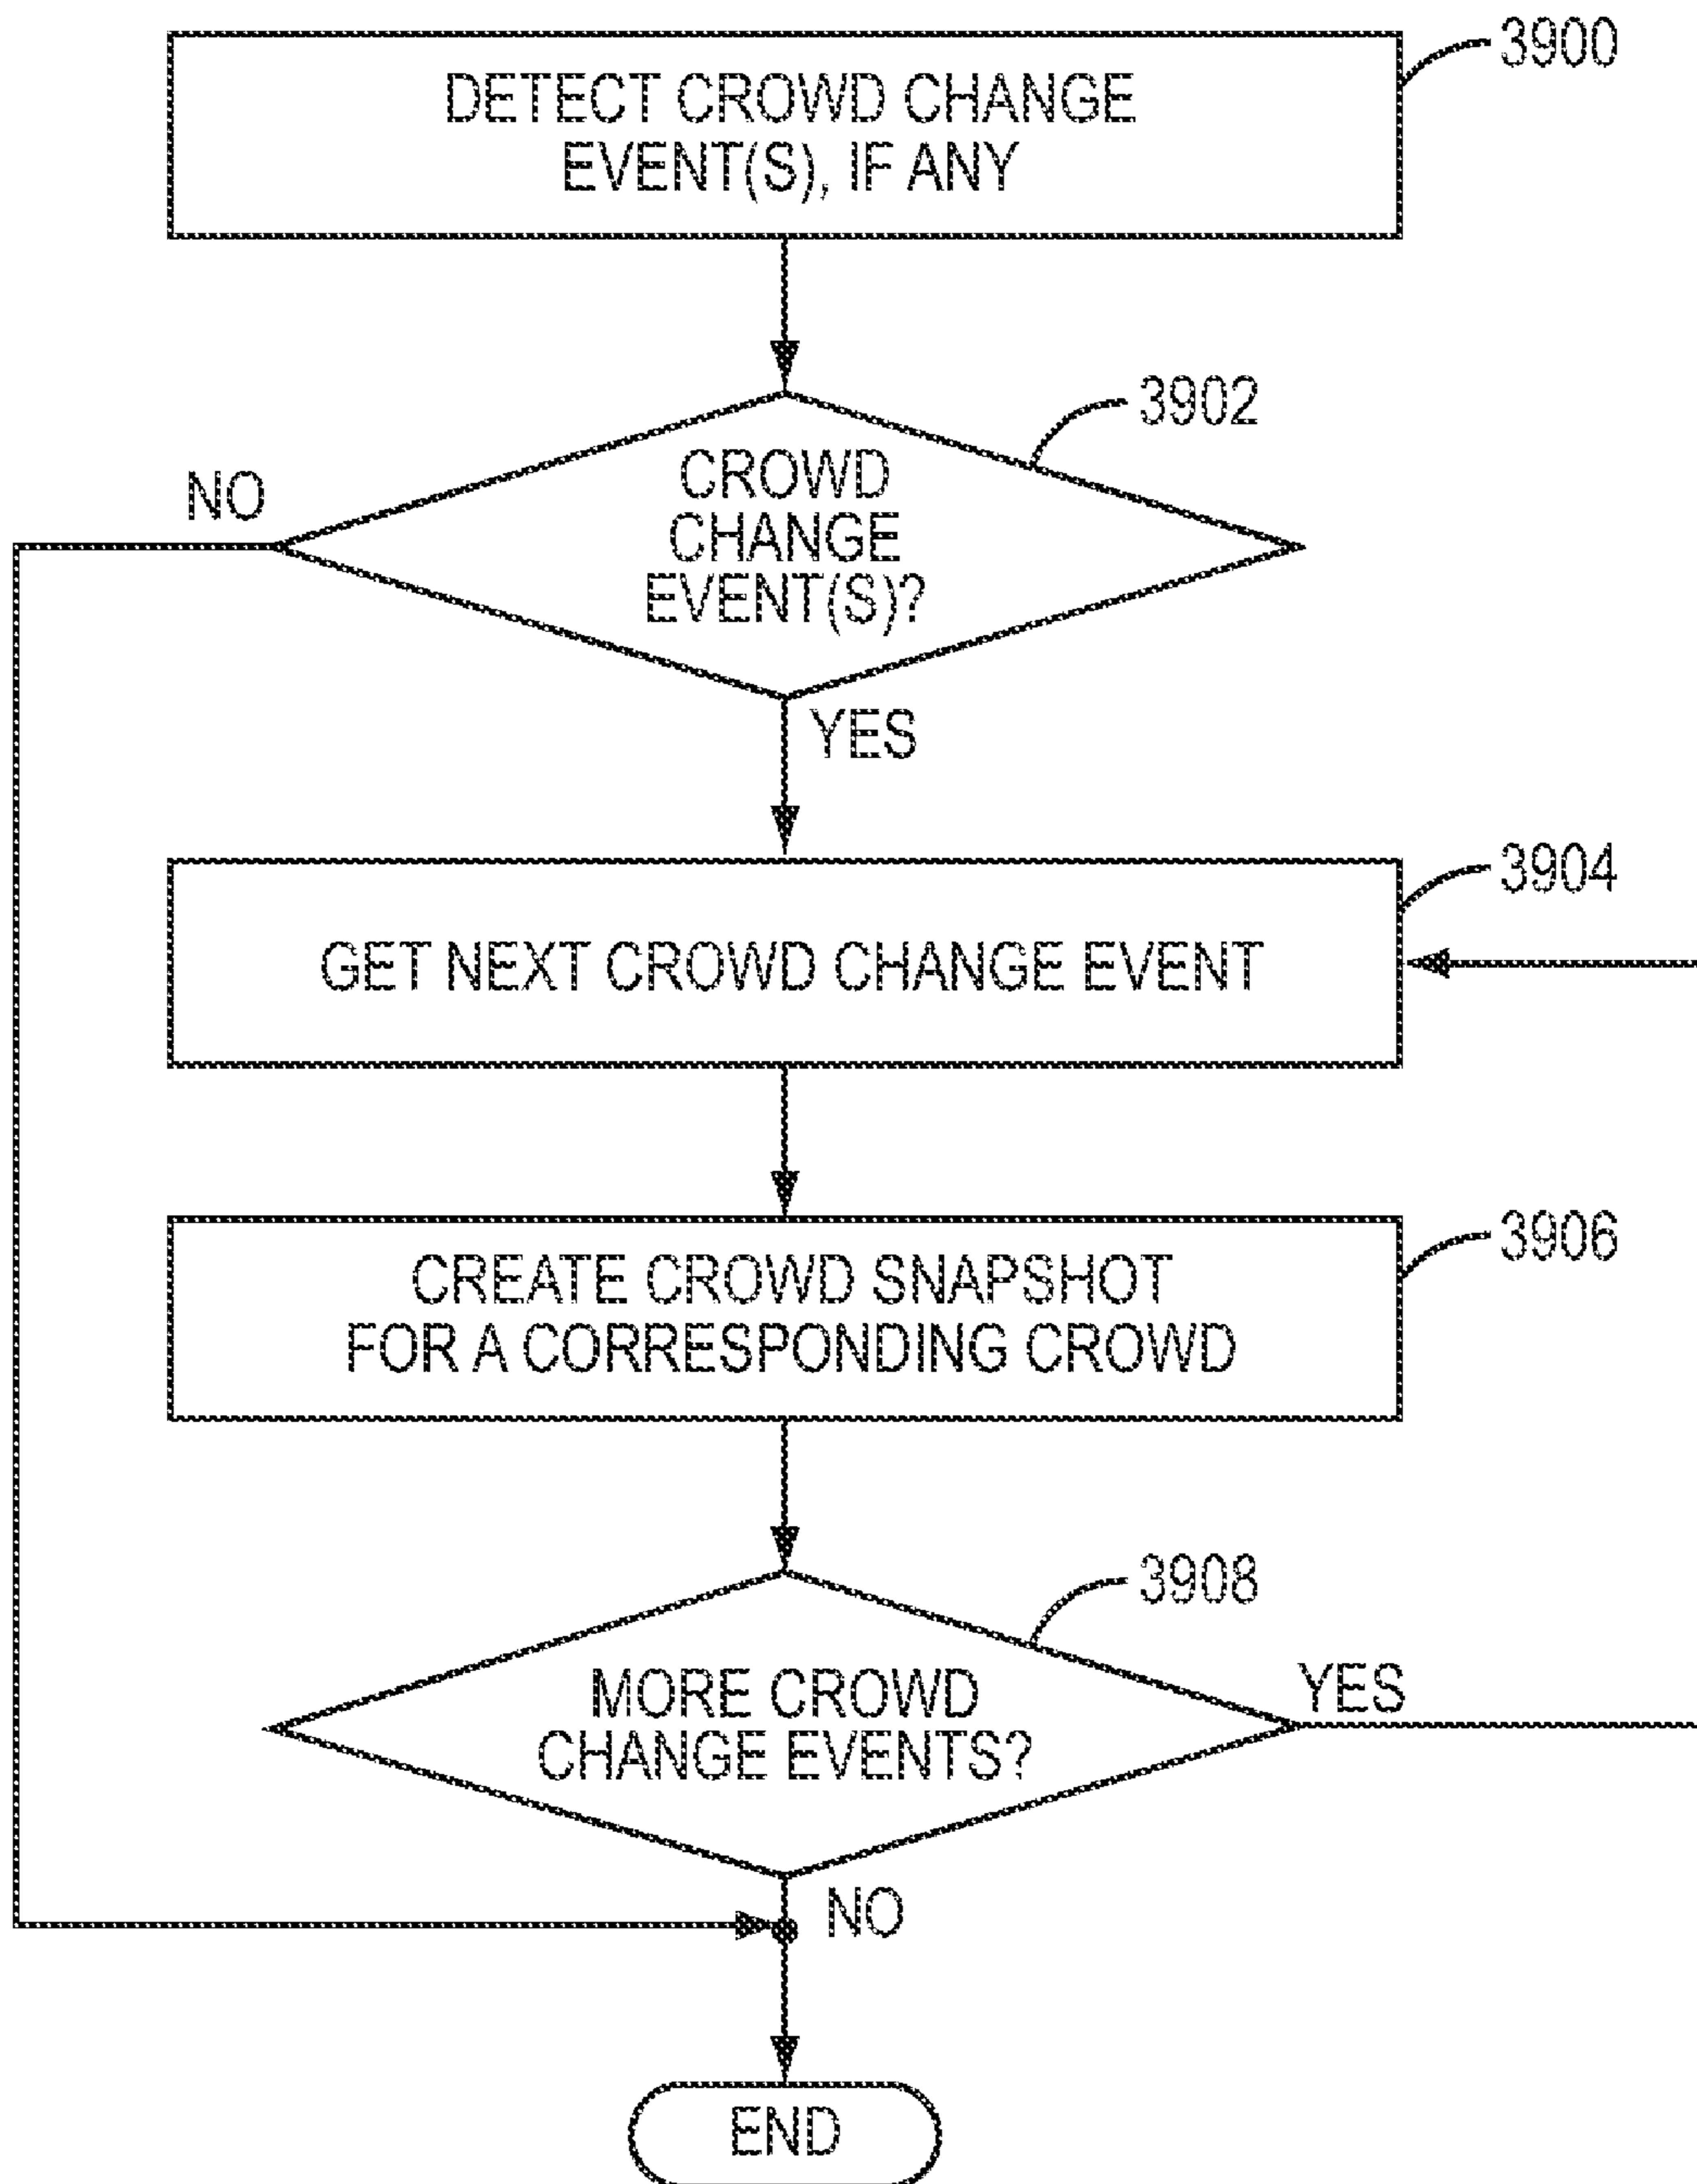 3900
DETECT CROWD CHANGE
EVENT(S), IF ANY
3902
NO
CROWD
CHANGE
EVENT(S)?
YES
3904
GET NEXT CROWD CHANGE EVENT
3906
CREATE CROWD SNAPSHOT
FOR A CORRESPONDING CROWD
3908
MORE CROWD
CHANGE EVENTS?
YES
NO
END